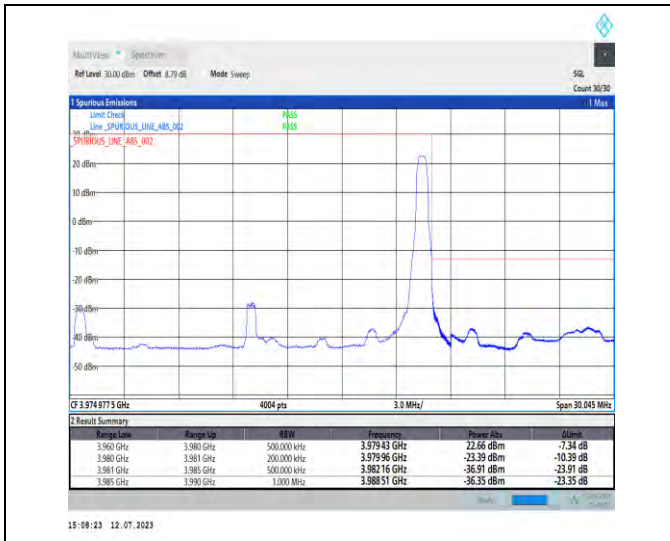 MultiView Spectrum
Ref Level 30.00 dBm Offset 8.79 dB Mode Sweep SGL
Count 30/30
1 Spurious Emissions 1 Max
Limit Check PASS
Line _SPURIOUS_LINE_ABS_002 PASS
_SPURIOUS_LINE_ABS_002
20 dBm
10 dBm
0 dBm
-10 dBm
-20 dBm
-30 dBm
-40 dBm
-50 dBm
CF 3.9749775 GHz 4004 pts 3.0 MHz/ Span 30.045 MHz
2 Result Summary
Range Low Range Up RBW Frequency Power Abs ΔLimit
3.960 GHz 3.980 GHz 500.000 kHz 3.97943 GHz 22.66 dBm -7.34 dB
3.980 GHz 3.981 GHz 200.000 kHz 3.97996 GHz -23.39 dBm -10.39 dB
3.981 GHz 3.985 GHz 500.000 kHz 3.98216 GHz -36.91 dBm -23.91 dB
3.985 GHz 3.990 GHz 1.000 MHz 3.98851 GHz -36.35 dBm -23.35 dB
15:08:23 12.07.2023